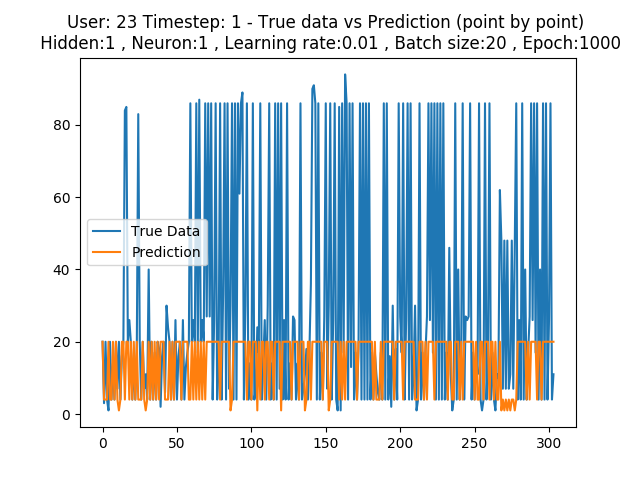 User: 23 Timestep: 1 - True data vs Prediction (point by point)
Hidden:1 , Neuron:1 , Learning rate:0.01 , Batch size:20 , Epoch:1000
80
60
True Data
Prediction
40
20
0
0 50 100 150 200 250 300